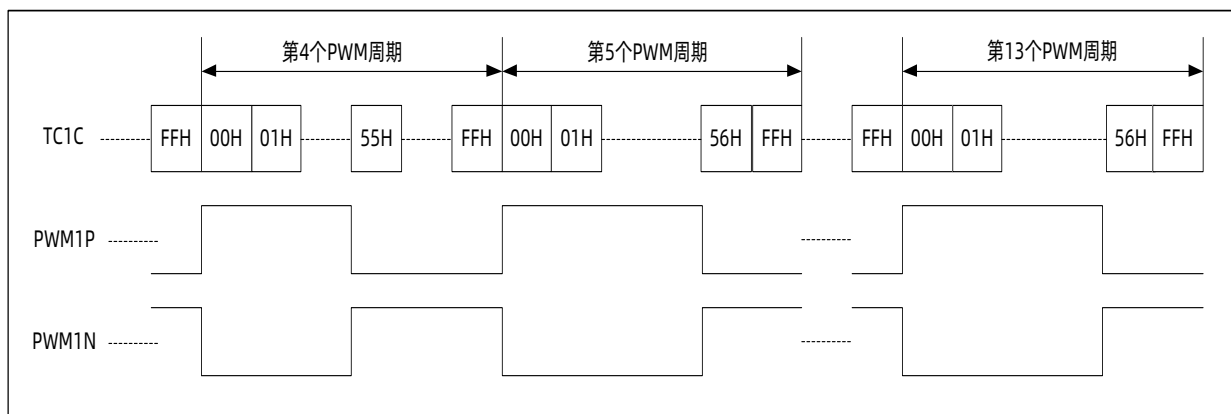 第4个PWM周期 第5个PWM周期 第13个PWM周期
TC1C FFH 00H 01H 55H FFH 00H 01H 56H FFH FFH 00H 01H 56H FFH
PWM1P
PWM1N